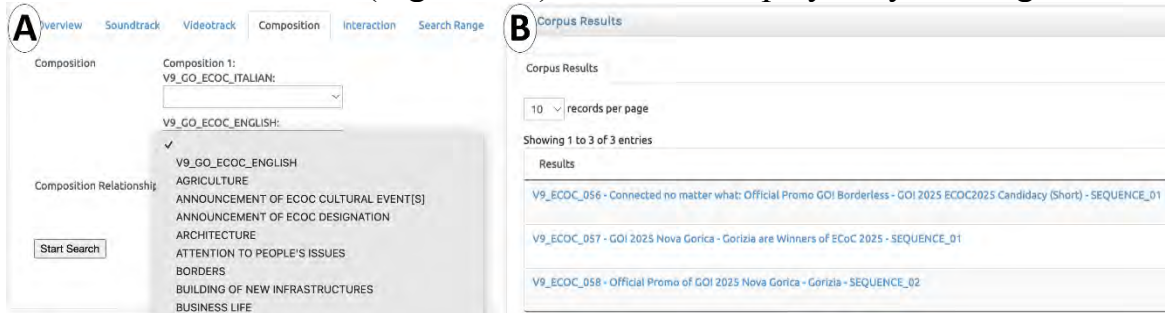 A
Overview Soundtrack Videotrack Composition Interaction Search Range
Composition
Composition 1:
V9_GO_ECOC_ITALIAN:
V9_GO_ECOC_ENGLISH:
✓
V9_GO_ECOC_ENGLISH
AGRICULTURE
ANNOUNCEMENT OF ECOC CULTURAL EVENT[S]
ANNOUNCEMENT OF ECOC DESIGNATION
ARCHITECTURE
ATTENTION TO PEOPLE'S ISSUES
BORDERS
BUILDING OF NEW INFRASTRUCTURES
BUSINESS LIFE
Composition Relationship
Start Search
B
Corpus Results
Corpus Results
10 records per page
Showing 1 to 3 of 3 entries
Results
V9_ECOC_056 - Connected no matter what: Official Promo GO! Borderless - GO! 2025 ECOC2025 Candidacy (Short) - SEQUENCE_01
V9_ECOC_057 - GO! 2025 Nova Gorica - Gorizia are Winners of ECoC 2025 - SEQUENCE_01
V9_ECOC_058 - Official Promo of GO! 2025 Nova Gorica - Gorizia - SEQUENCE_02